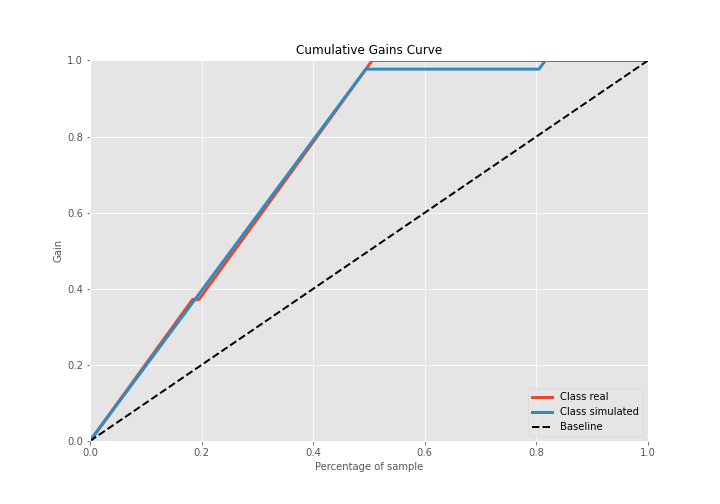 Cumulative Gains Curve
1.0
0.8
0.6
0.4
0.2
0.0
Gain
0.0 0.2 0.4 0.6 0.8 1.0
Percentage of sample
Class real
Class simulated
Baseline